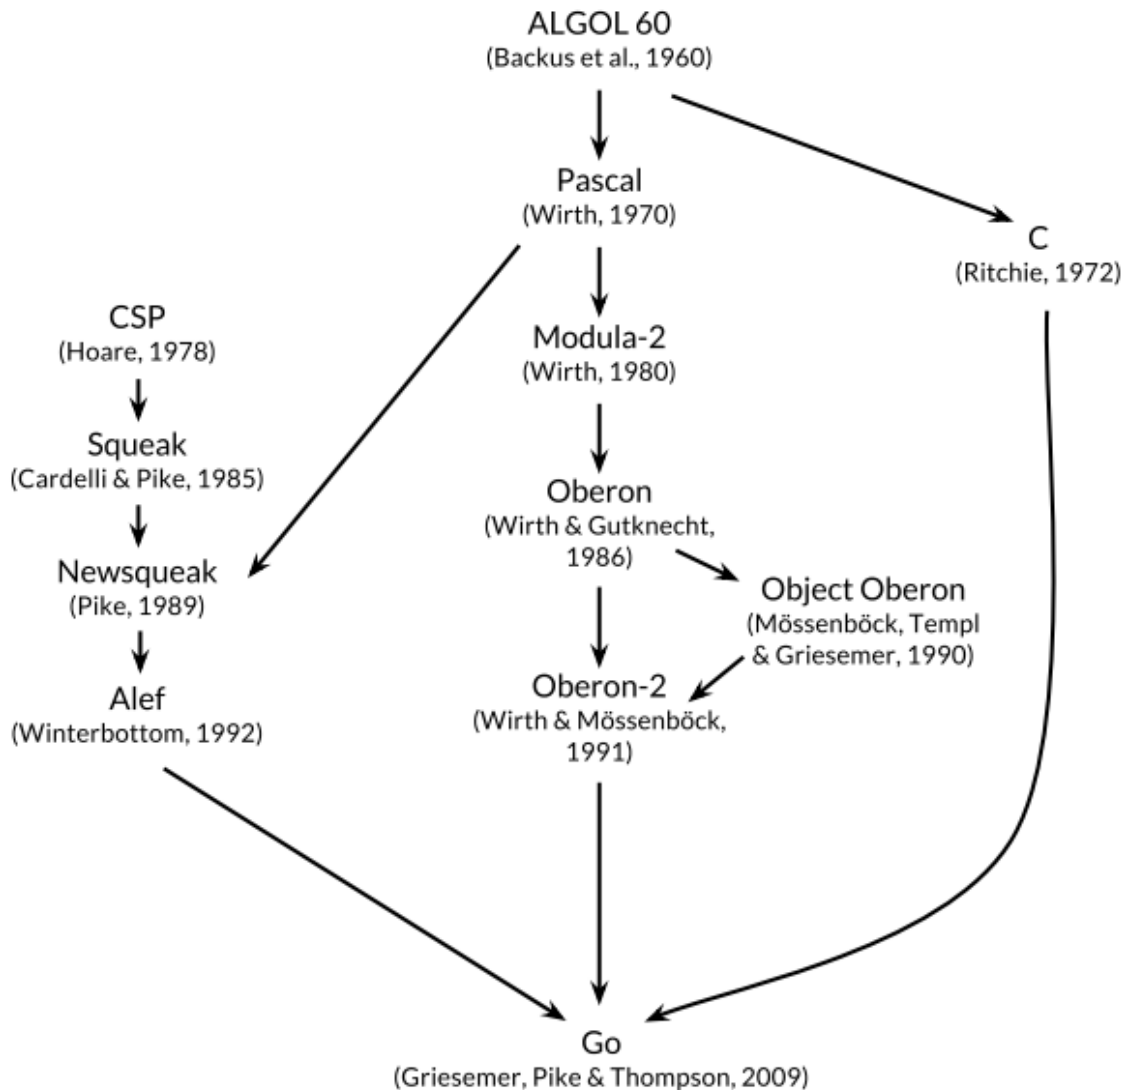 ALGOL 60
(Backus et al., 1960)
Pascal
(Wirth, 1970)
C
(Ritchie, 1972)
CSP
(Hoare, 1978)
Modula-2
(Wirth, 1980)
Squeak
(Cardelli & Pike, 1985)
Oberon
(Wirth & Gutknecht,
1986)
Newsqueak
(Pike, 1989)
Object Oberon
(Mössenböck, Templ
& Griesemer, 1990)
Alef
(Winterbottom, 1992)
Oberon-2
(Wirth & Mössenböck,
1991)
Go
(Griesemer, Pike & Thompson, 2009)